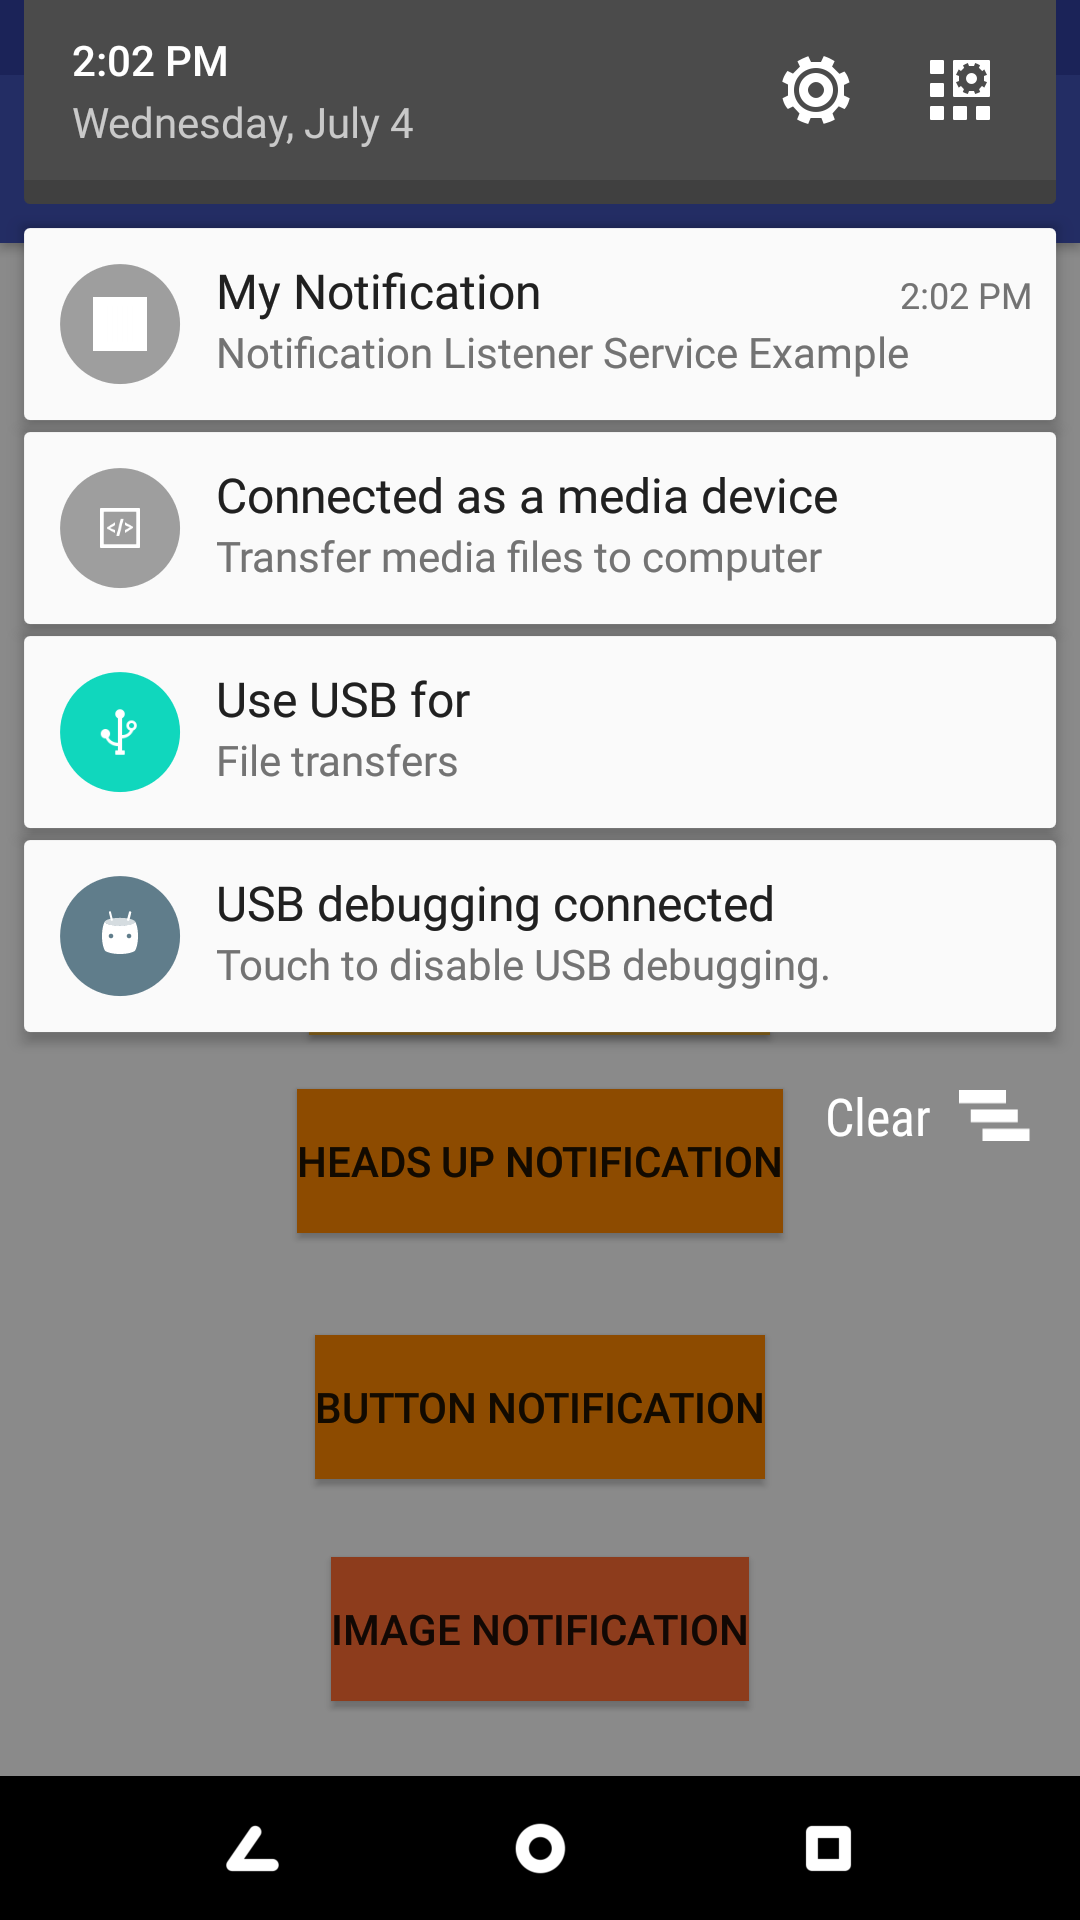 2:02 PM
Wednesday, July 4
My Notification 2:02 PM
Notification Listener Service Example
Connected as a media device
Transfer media files to computer
Use USB for
File transfers
USB debugging connected
Touch to disable USB debugging.
Clear
HEADS UP NOTIFICATION
BUTTON NOTIFICATION
IMAGE NOTIFICATION